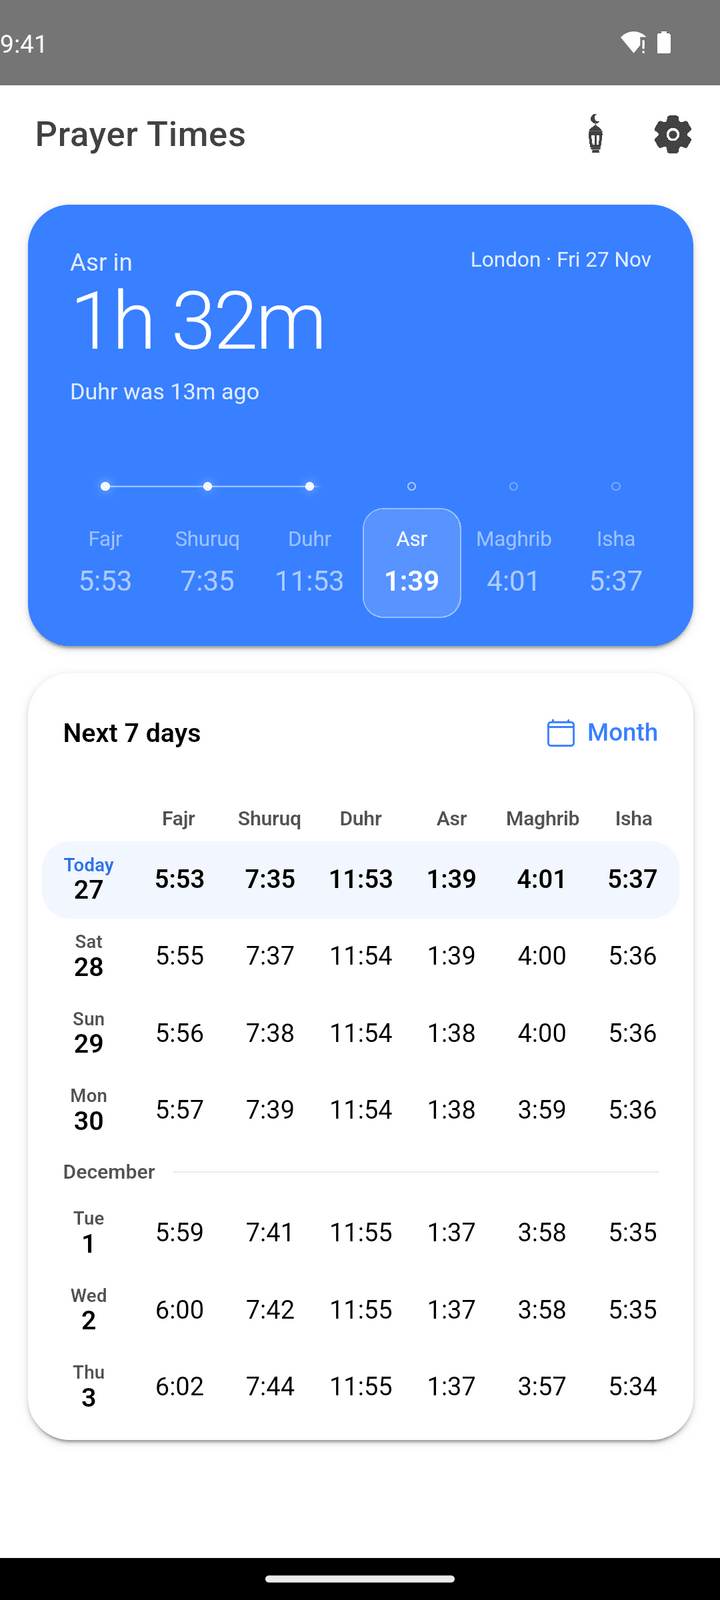 9:41
Prayer Times
Asr in
London · Fri 27 Nov
1h 32m
Duhr was 13m ago
Fajr Shuruq Duhr Asr Maghrib Isha
5:53 7:35 11:53 1:39 4:01 5:37
Next 7 days
Month
Fajr Shuruq Duhr Asr Maghrib Isha
Today
27 5:53 7:35 11:53 1:39 4:01 5:37
Sat
28 5:55 7:37 11:54 1:39 4:00 5:36
Sun
29 5:56 7:38 11:54 1:38 4:00 5:36
Mon
30 5:57 7:39 11:54 1:38 3:59 5:36
December
Tue
1 5:59 7:41 11:55 1:37 3:58 5:35
Wed
2 6:00 7:42 11:55 1:37 3:58 5:35
Thu
3 6:02 7:44 11:55 1:37 3:57 5:34